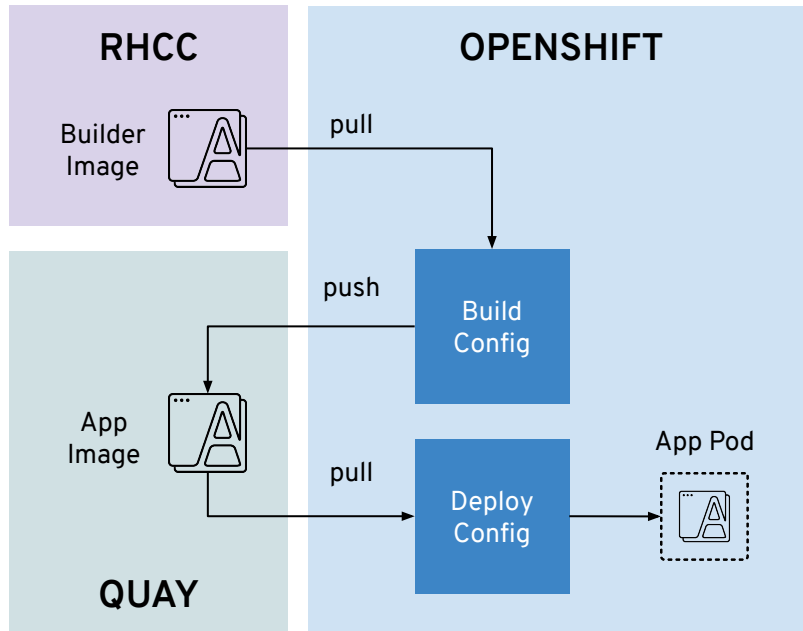 RHCC
OPENSHIFT
Builder
Image
pull
push
Build
Config
App
Image
pull
Deploy
Config
App Pod
QUAY